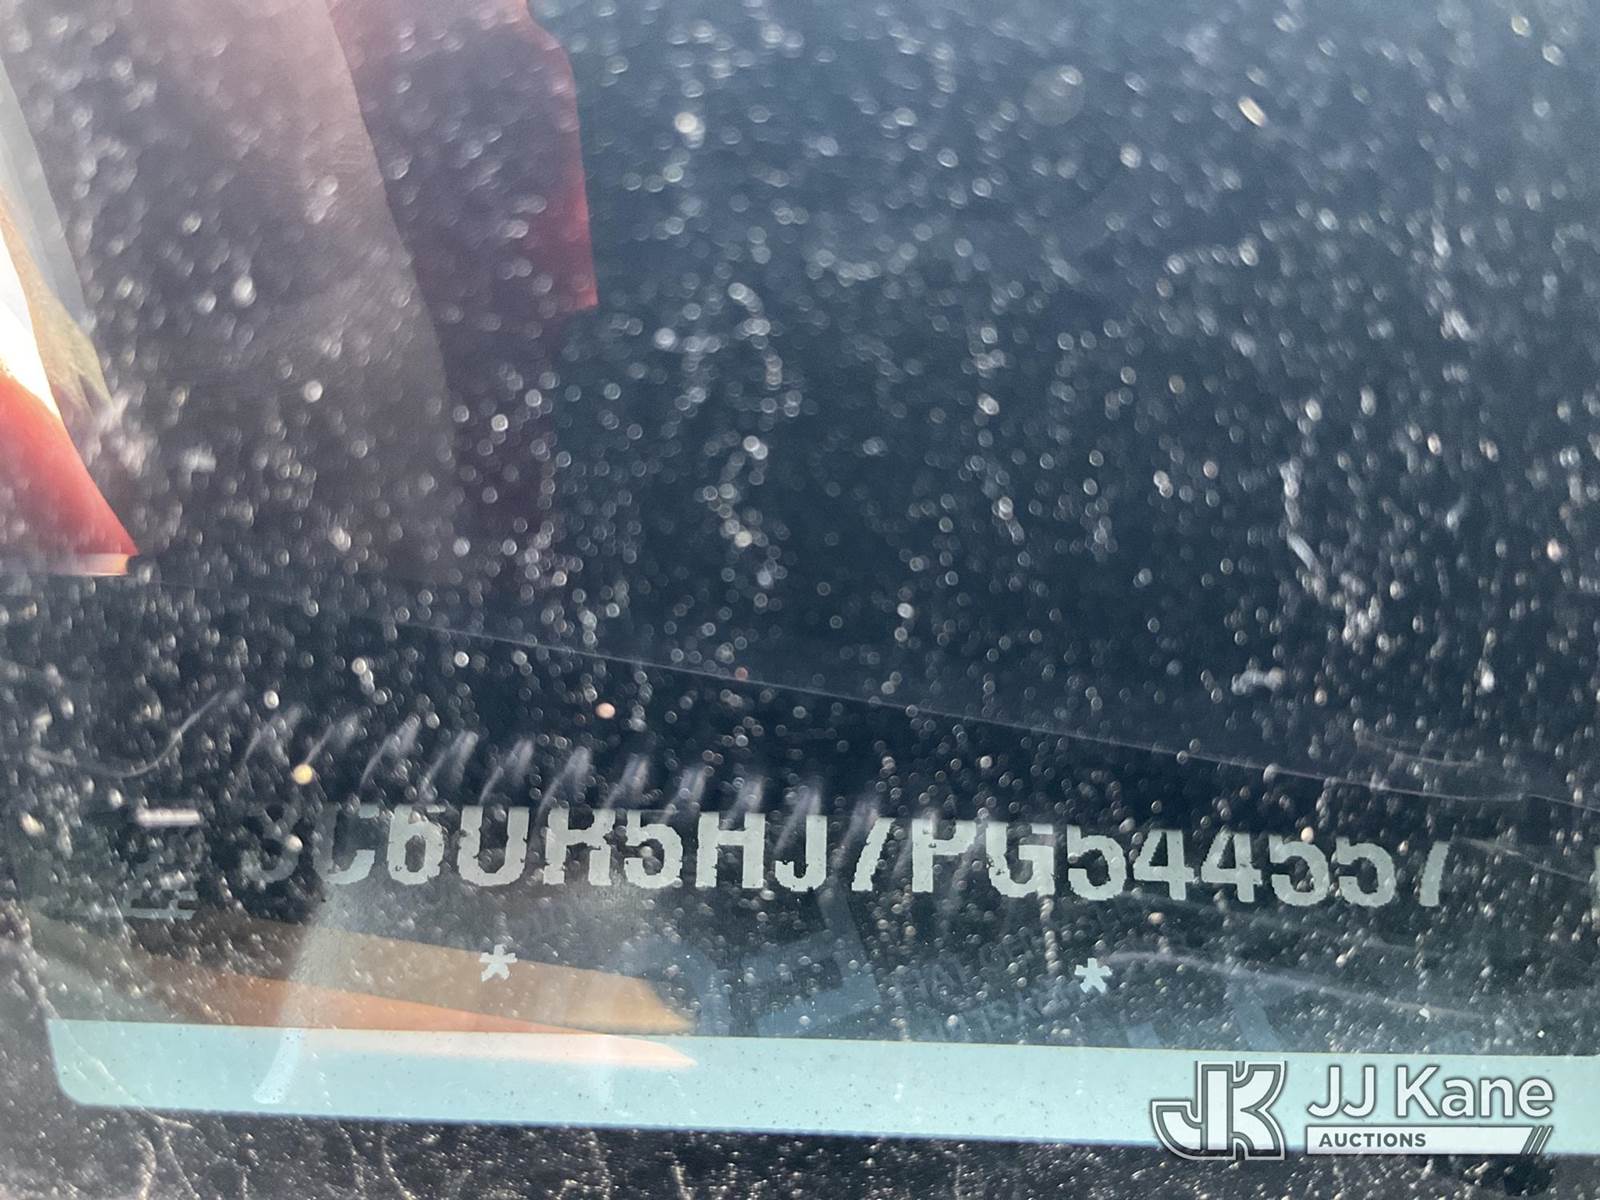 3C6UR5HJ7PG544557
* *
JJ Kane
AUCTIONS